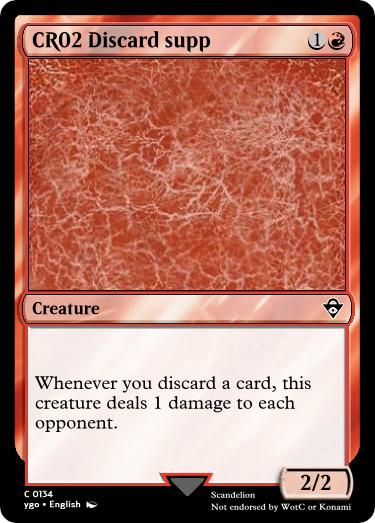 CR02 Discard supp 1
Creature
Whenever you discard a card, this
creature deals 1 damage to each
opponent.
2/2
C 0134
ygo • English
Scandelion
Not endorsed by WotC or Konami